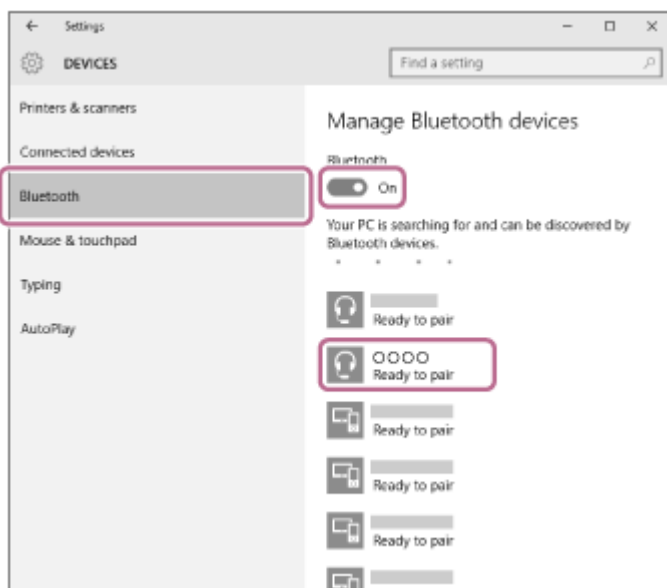 Settings
DEVICES
Find a setting
Printers & scanners
Connected devices
Bluetooth
Mouse & touchpad
Typing
AutoPlay
Manage Bluetooth devices
Bluetooth
On
Your PC is searching for and can be discovered by
Bluetooth devices.
Ready to pair
OOOO
Ready to pair
Ready to pair
Ready to pair
Ready to pair